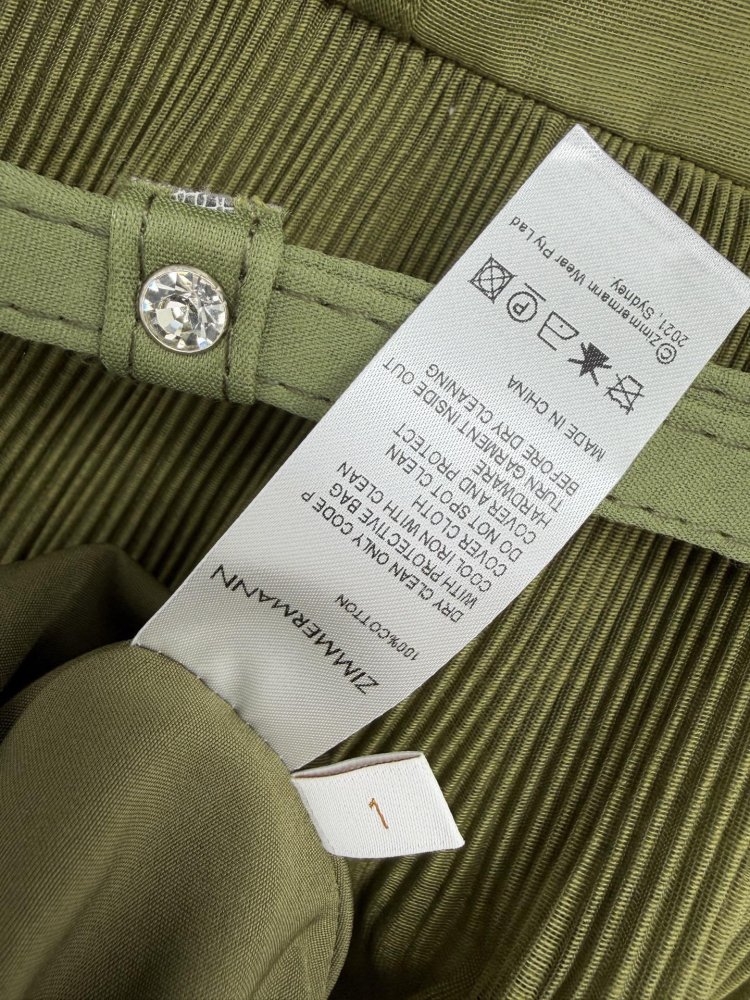 ZIMMERMANN
100%COTTON
DRY CLEAN ONLY CODE P
WITH PROTECTIVE BAG
COOL IRON WITH CLEAN
COVER CLOTH
DO NOT SPOT CLEAN
COVER AND PROTECT
HARDWARE.
TURN GARMENT INSIDE OUT
BEFORE DRY CLEANING
MADE IN CHINA
P
©Zimmermann Wear Pty Lad
2021, Sydney
1